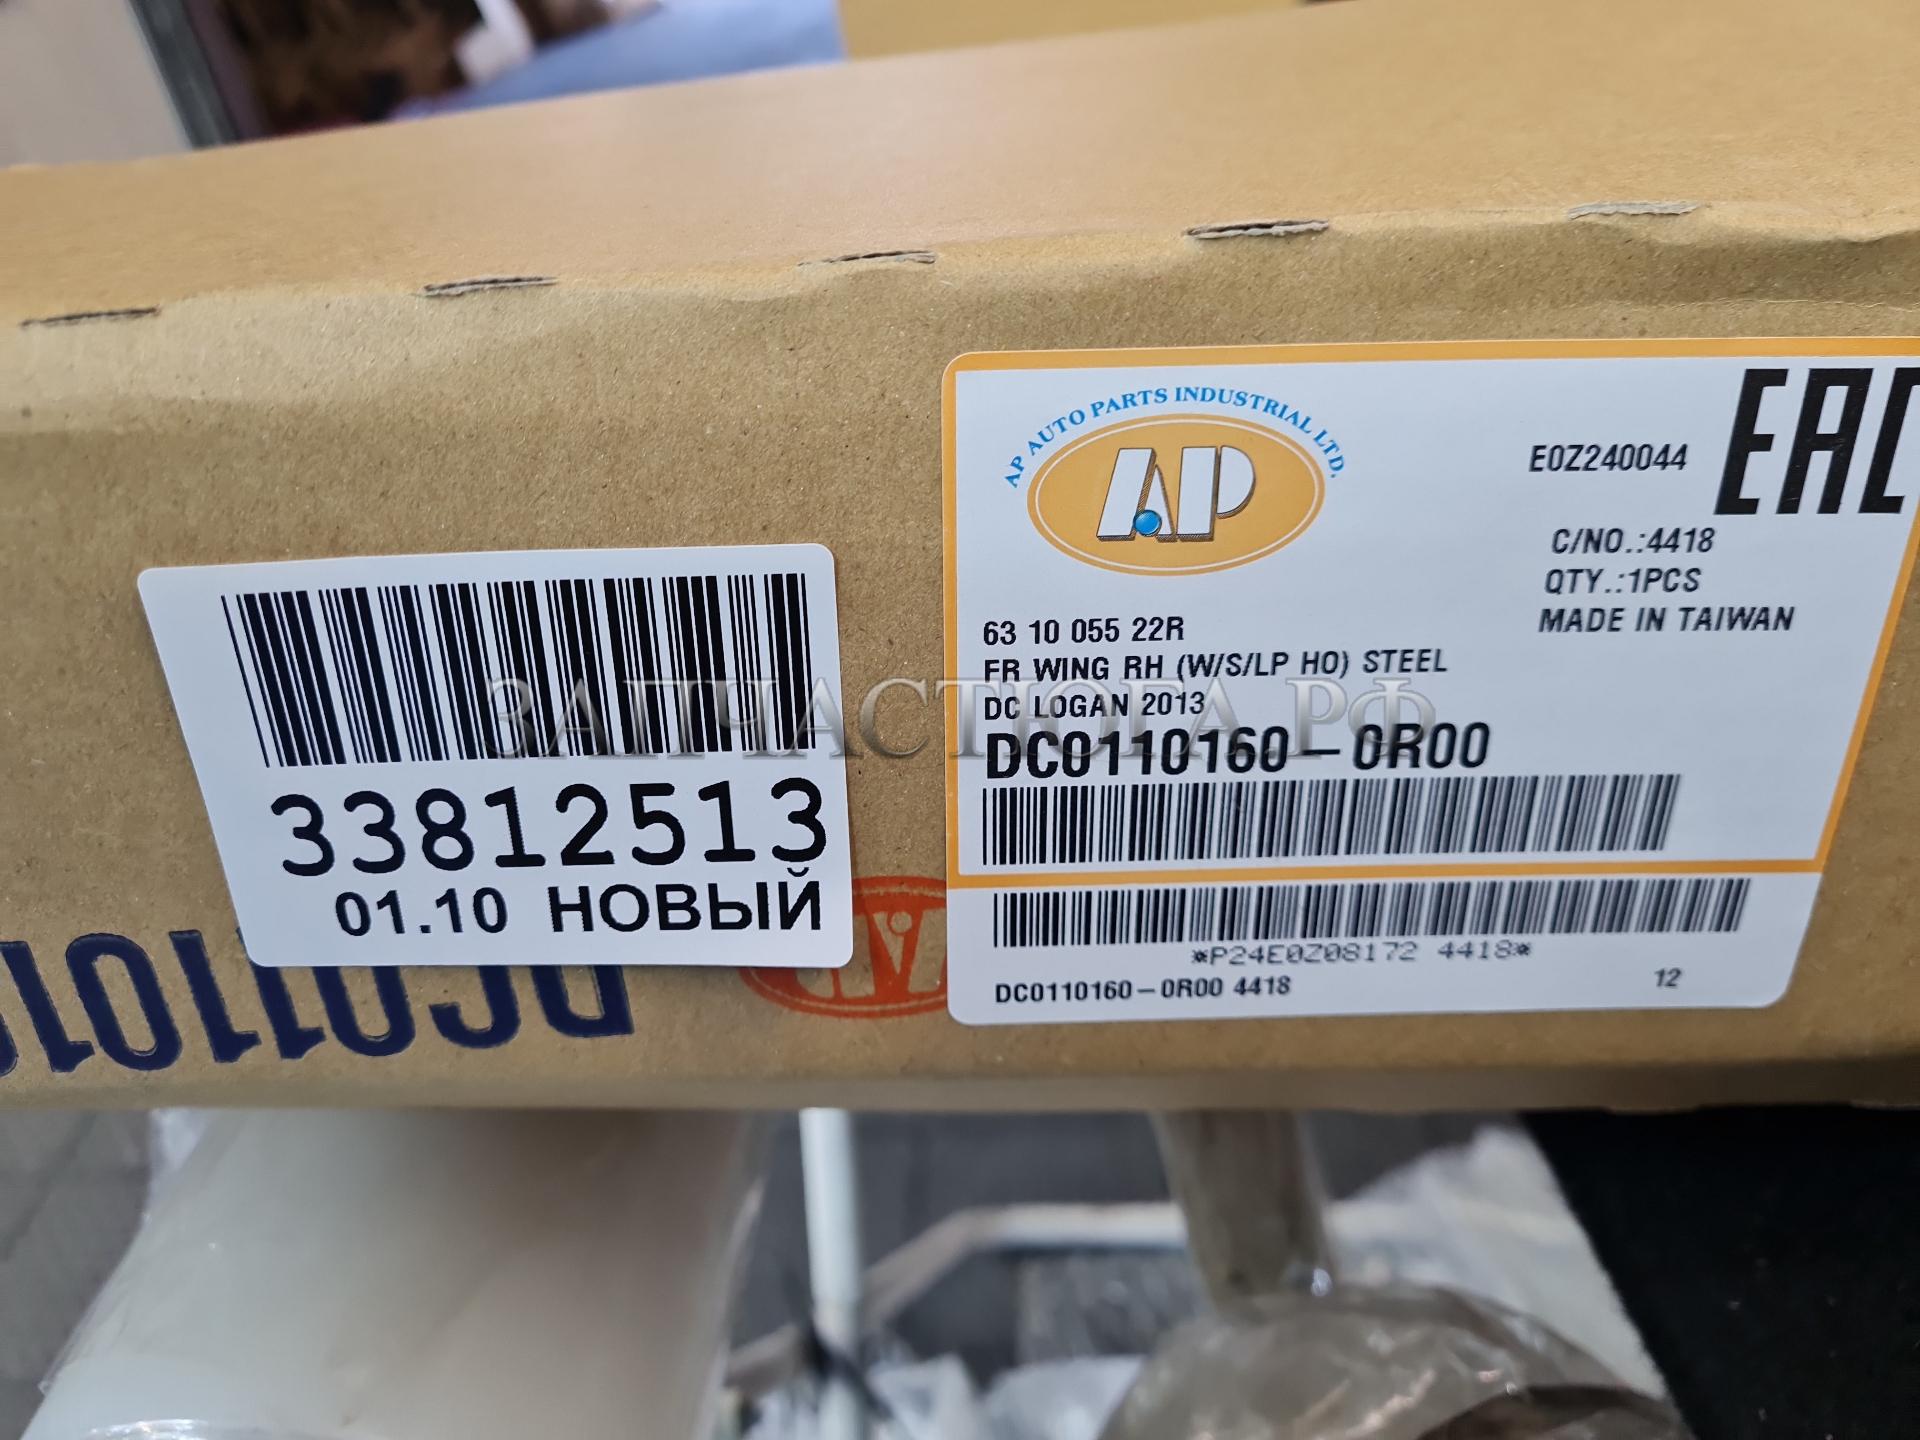 AP AUTO PARTS INDUSTRIAL LTD.
AP
E0Z240044
EAC
C/NO.:4418
QTY.:1PCS
MADE IN TAIWAN
63 10 055 22R
FR WING RH (W/S/LP HO) STEEL
DC LOGAN 2013
DC0110160-0R00
*P24E0Z08172 4418*
DC0110160-0R00 4418
12
33812513
01.10 НОВЫЙ
ЗАПЧАСТЮГА.РФ